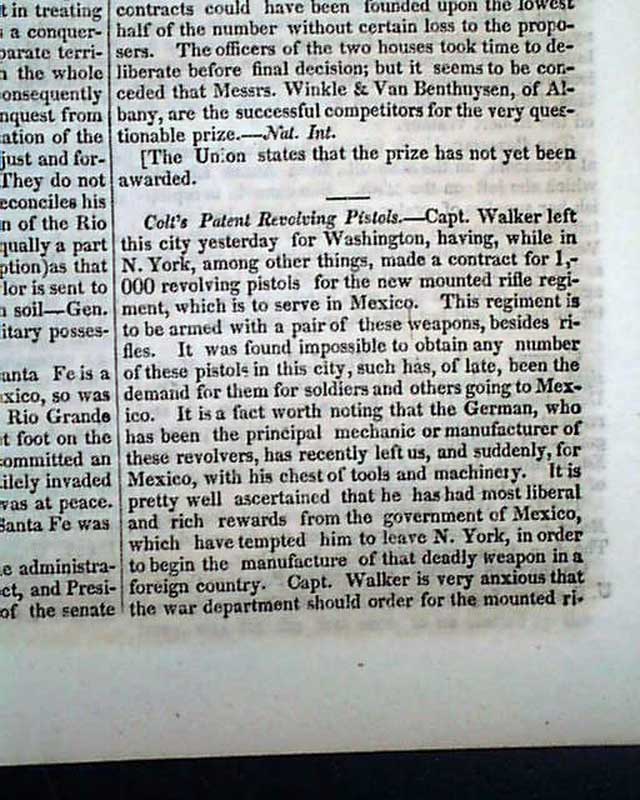 t in treating
a conquer-
parate terri-
n the whole
onsequently
nquest from
ation of the
just and for-
They do not
econciles his
n of the Rio
qually a part
ption)as that
lor is sent to
n soil—Gen.
itary posses-
anta Fe is a
xico, so was
Rio Grande
t foot on the
committed an
ilely invaded
was at peace.
Santa Fe was
e administra-
ct, and Presi-
of the senate
contracts could have been founded upon the lowest
half of the number without certain loss to the propo-
sers. The officers of the two houses took time to de-
liberate before final decision; but it seems to be con-
ceded that Messrs. Winkle & Van Benthuysen, of Al-
bany, are the successful competitors for the very ques-
tionable prize.—Nat. Int.
[The Union states that the prize has not yet been
awarded.
Colt's Patent Revolving Pistols.—Capt. Walker left
this city yesterday for Washington, having, while in
N. York, among other things, made a contract for 1,-
000 revolving pistols for the new mounted rifle regi-
ment, which is to serve in Mexico. This regiment is
to be armed with a pair of these weapons, besides ri-
fles. It was found impossible to obtain any number
of these pistols in this city, such has, of late, been the
demand for them for soldiers and others going to Mex-
ico. It is a fact worth noting that the German, who
has been the principal mechanic or manufacturer of
these revolvers, has recently left us, and suddenly, for
Mexico, with his chest of tools and machinery. It is
pretty well ascertained that he has had most liberal
and rich rewards from the government of Mexico,
which have tempted him to leave N. York, in order
to begin the manufacture of that deadly weapon in a
foreign country. Capt. Walker is very anxious that
the war department should order for the mounted ri-